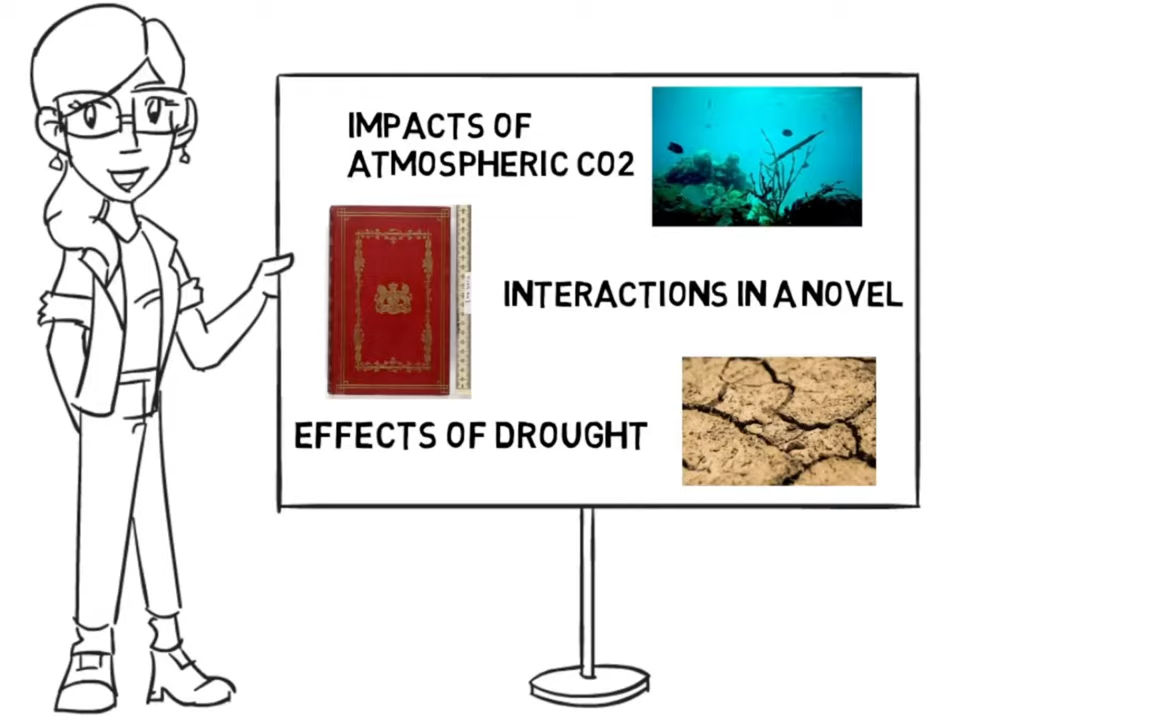 IMPACTS OF
ATMOSPHERIC CO2
INTERACTIONS IN A NOVEL
EFFECTS OF DROUGHT